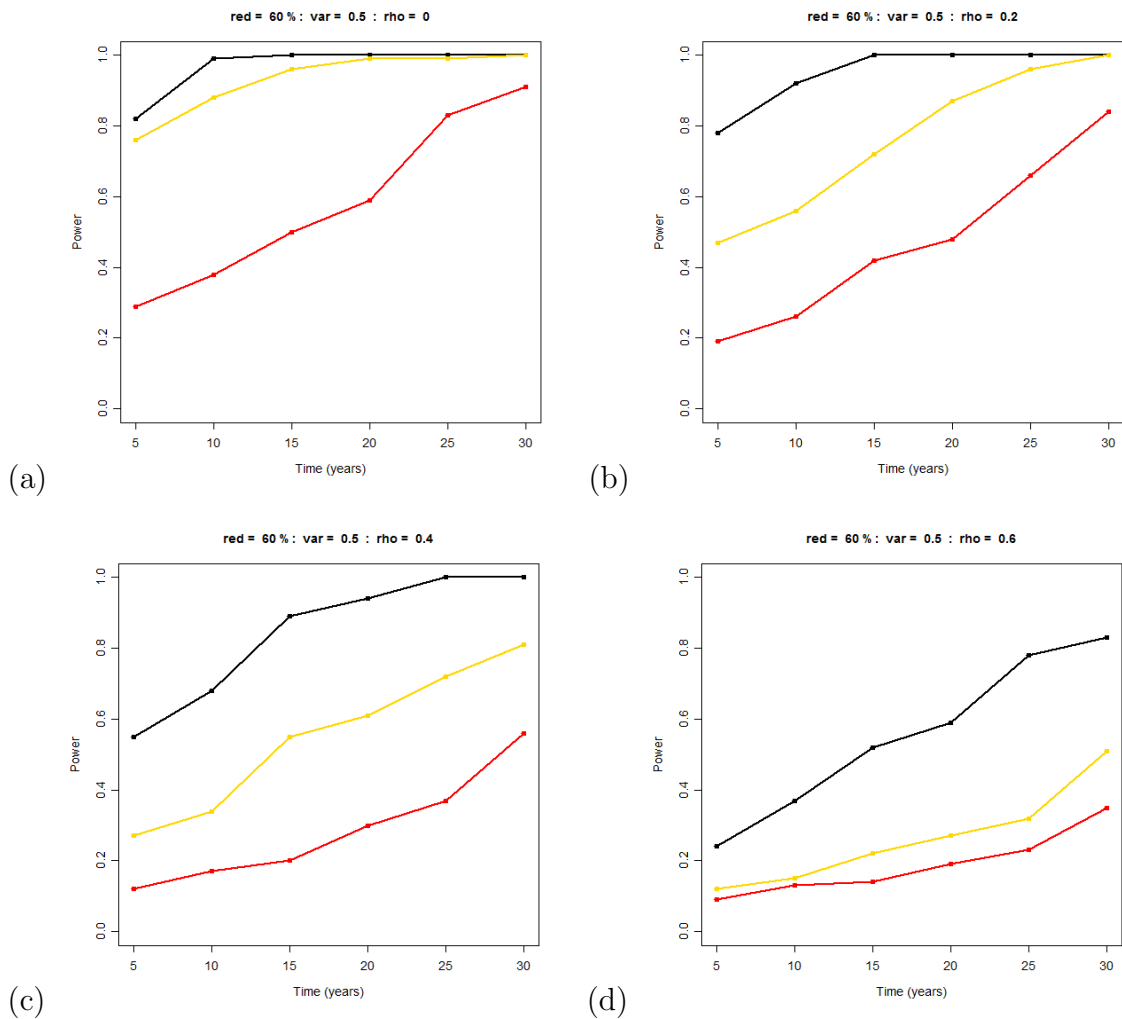 red = 60 % : var = 0.5 : rho = 0
Power
1.0
0.8
0.6
0.4
0.2
0.0
5 10 15 20 25 30
Time (years)
(a)
red = 60 % : var = 0.5 : rho = 0.2
Power
1.0
0.8
0.6
0.4
0.2
0.0
5 10 15 20 25 30
Time (years)
(b)
red = 60 % : var = 0.5 : rho = 0.4
Power
1.0
0.8
0.6
0.4
0.2
0.0
5 10 15 20 25 30
Time (years)
(c)
red = 60 % : var = 0.5 : rho = 0.6
Power
1.0
0.8
0.6
0.4
0.2
0.0
5 10 15 20 25 30
Time (years)
(d)